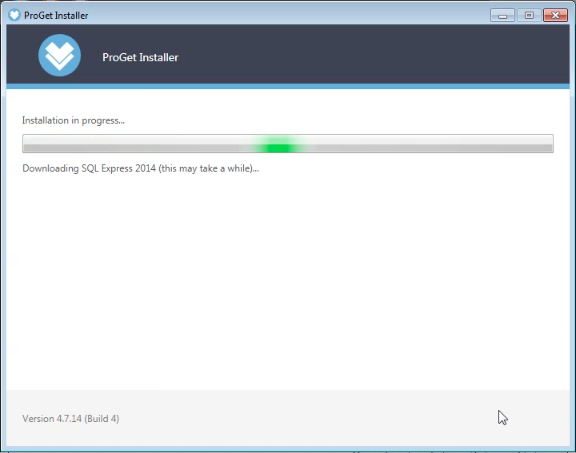 ProGet Installer
ProGet Installer
Installation in progress...
Downloading SQL Express 2014 (this may take a while)...
Version 4.7.14 (Build 4)